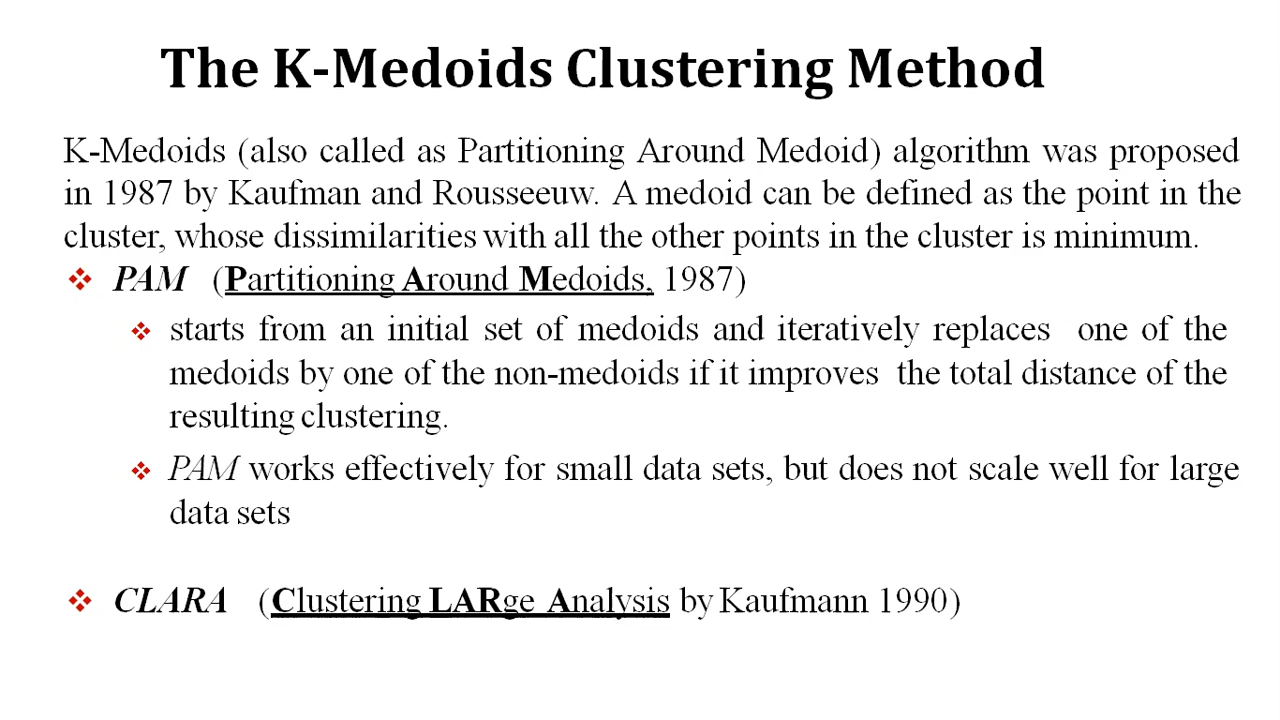 The K-Medoids Clustering Method
K-Medoids (also called as Partitioning Around Medoid) algorithm was proposed
in 1987 by Kaufman and Rousseeuw. A medoid can be defined as the point in the
cluster, whose dissimilarities with all the other points in the cluster is minimum.
❖ PAM (Partitioning Around Medoids, 1987)
❖ starts from an initial set of medoids and iteratively replaces one of the
medoids by one of the non-medoids if it improves the total distance of the
resulting clustering.
❖ PAM works effectively for small data sets, but does not scale well for large
data sets
❖ CLARA (Clustering LARge Analysis by Kaufmann 1990)